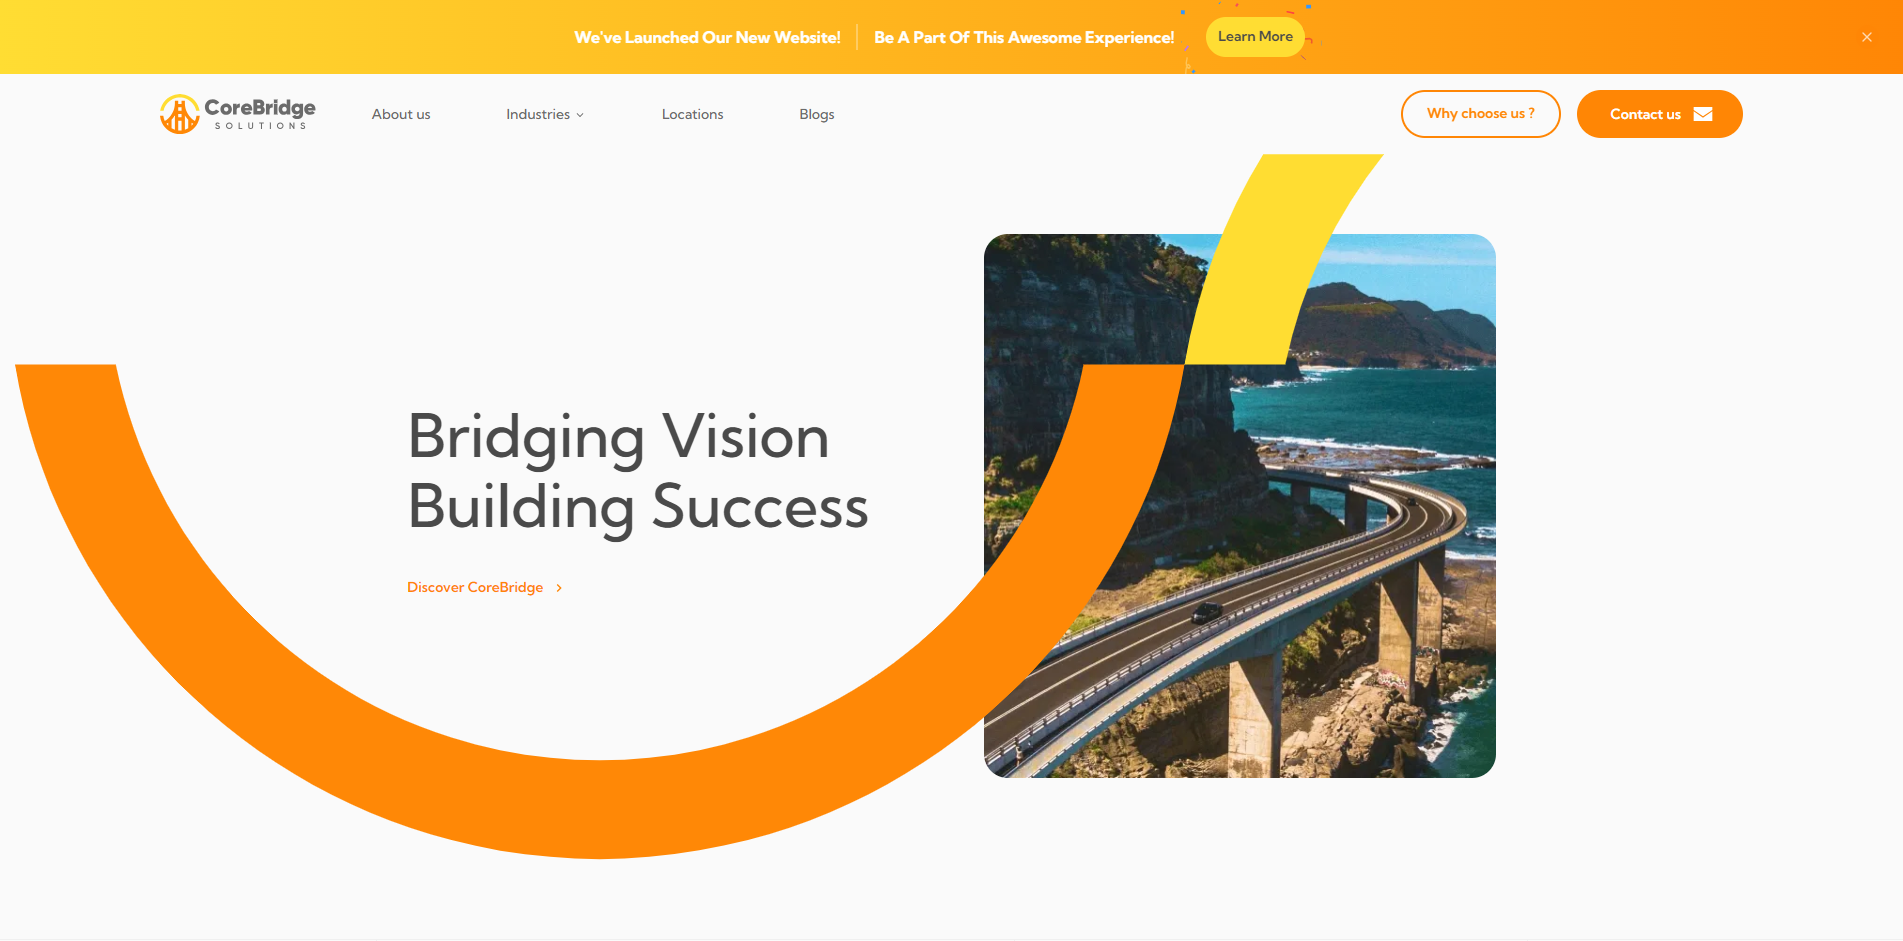 We've Launched Our New Website!
Be A Part Of This Awesome Experience!
Learn More
CoreBridge
SOLUTIONS
About us
Industries
Locations
Blogs
Why choose us ?
Contact us
Bridging Vision
Building Success
Discover CoreBridge